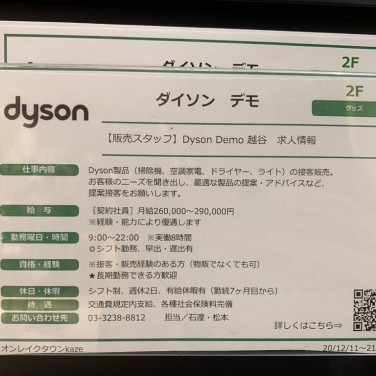 ダイソン デモ
2F
dyson
ダイソン デモ
2F
グッズ
【販売スタッフ】Dyson Demo 越谷 求人情報
仕事内容
Dyson製品(掃除機、空調家電、ドライヤー、ライト)の接客販売。
お客様のニーズを聞き出し、最適な製品の提案・アドバイスなど、
提案接客をお願いします。
給 与
[契約社員]月給260,000~290,000円
※経験・能力により優遇します
勤務曜日・時間
9:00~22:00 ※実働8時間
◎シフト勤務、早出・遅出有
資格・経験
※接客・販売経験のある方(物販でなくても可)
★長期勤務できる方歓迎
休日・休暇
シフト制、週休2日、有給休暇有(勤続7ヶ月目から)
待 遇
交通費規定内支給、各種社会保険料完備
お問い合わせ先
03-3238-8812 担当/石渡・松本
詳しくはこちら⇒
オンレイクタウンkaze
20/12/11~21